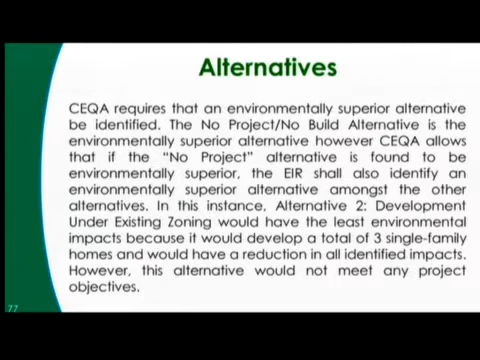 Alternatives
CEQA requires that an environmentally superior alternative
be identified. The No Project/No Build Alternative is the
environmentally superior alternative however CEQA allows
that if the “No Project” alternative is found to be
environmentally superior, the EIR shall also identify an
environmentally superior alternative amongst the other
alternatives. In this instance, Alternative 2: Development
Under Existing Zoning would have the least environmental
impacts because it would develop a total of 3 single-family
homes and would have a reduction in all identified impacts.
However, this alternative would not meet any project
objectives.
77